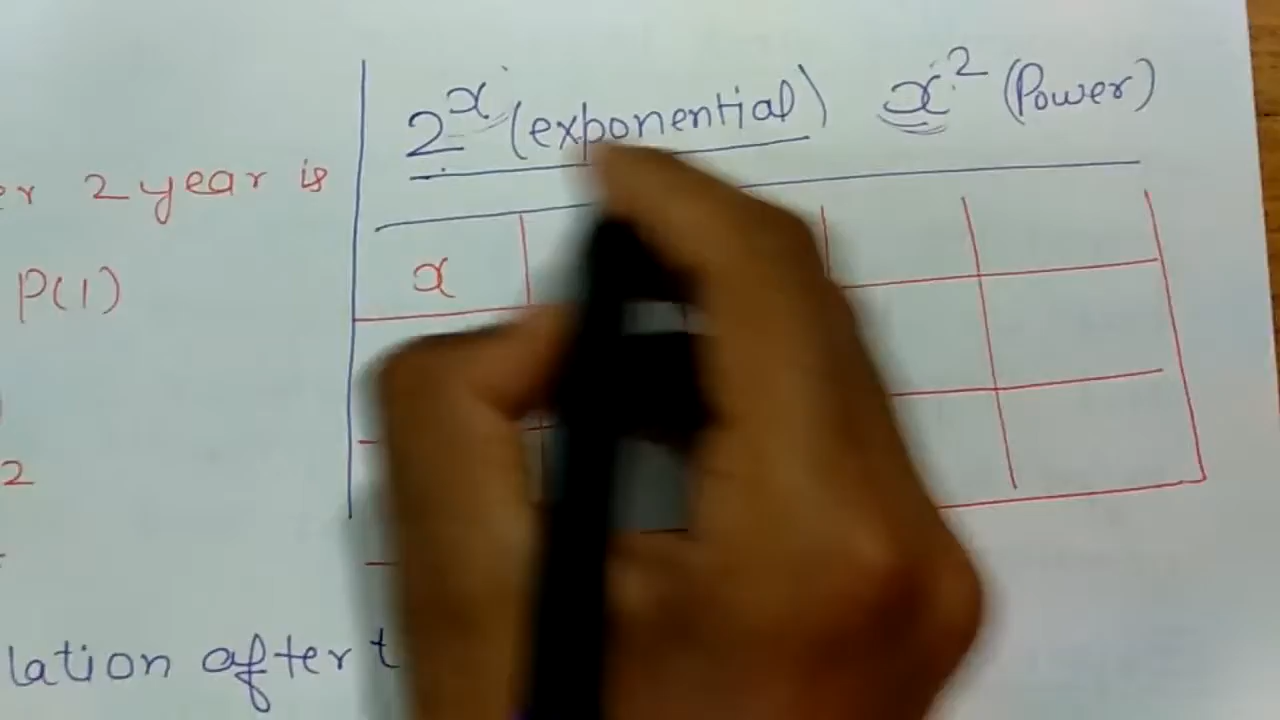 2^x (exponential) x^2 (Power)
2 year is
x
P(1)
2
lation after t